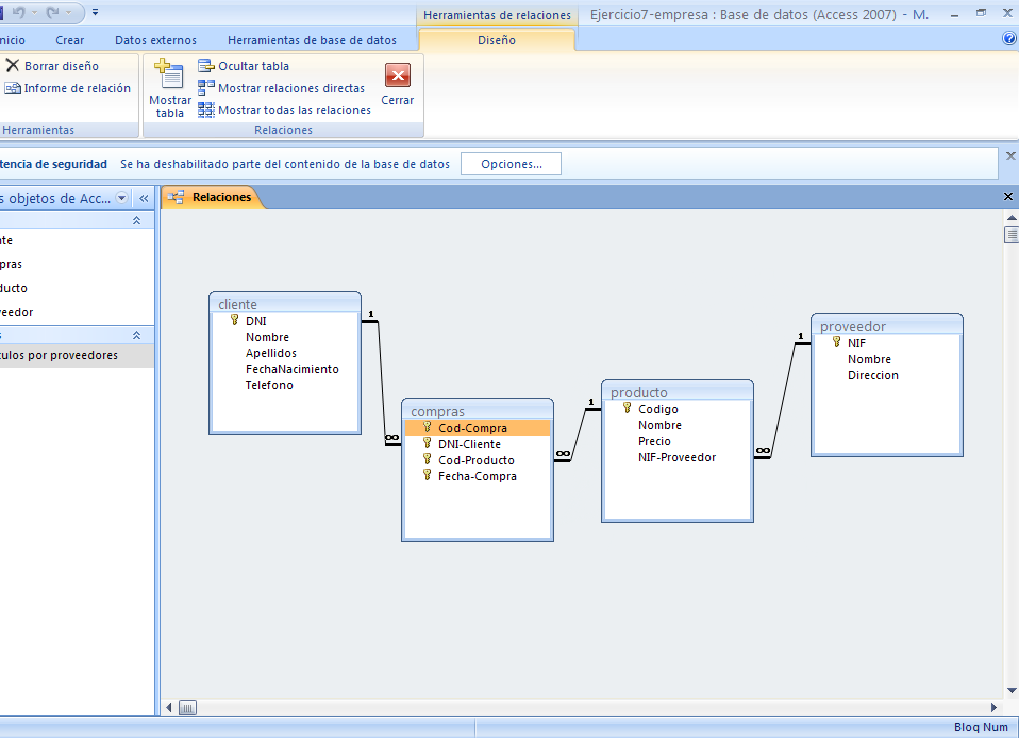 Herramientas de relaciones
Ejercicio7-empresa : Base de datos (Access 2007) - M.
nicio
Crear
Datos externos
Herramientas de base de datos
Diseño
Borrar diseño
Informe de relación
Herramientas
Mostrar
tabla
Ocultar tabla
Mostrar relaciones directas
Mostrar todas las relaciones
Cerrar
Relaciones
tencia de seguridad
Se ha deshabilitado parte del contenido de la base de datos
Opciones...
s objetos de Acc...
«
Relaciones
nte
pras
ducto
veedor
s
culos por proveedores
cliente
DNI
Nombre
Apellidos
FechaNacimiento
Telefono
1
∞
compras
Cod-Compra
DNI-Cliente
Cod-Producto
Fecha-Compra
∞
1
producto
Codigo
Nombre
Precio
NIF-Proveedor
∞
1
proveedor
NIF
Nombre
Direccion
Bloq Num